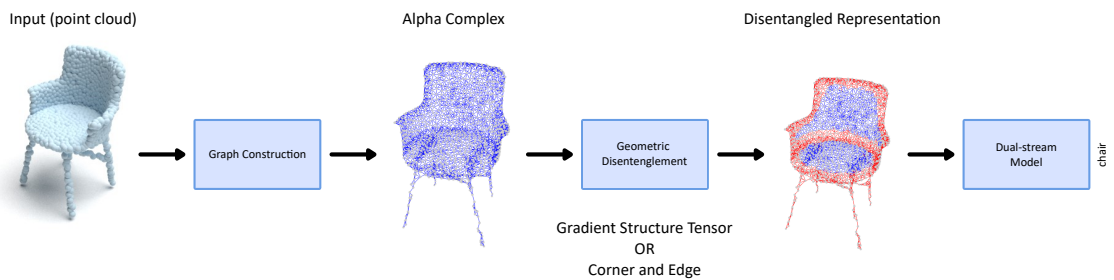 Input (point cloud)
Alpha Complex
Disentangled Representation
Graph Construction
Geometric
Disentenglement
Dual-stream
Model
chair
Gradient Structure Tensor
OR
Corner and Edge